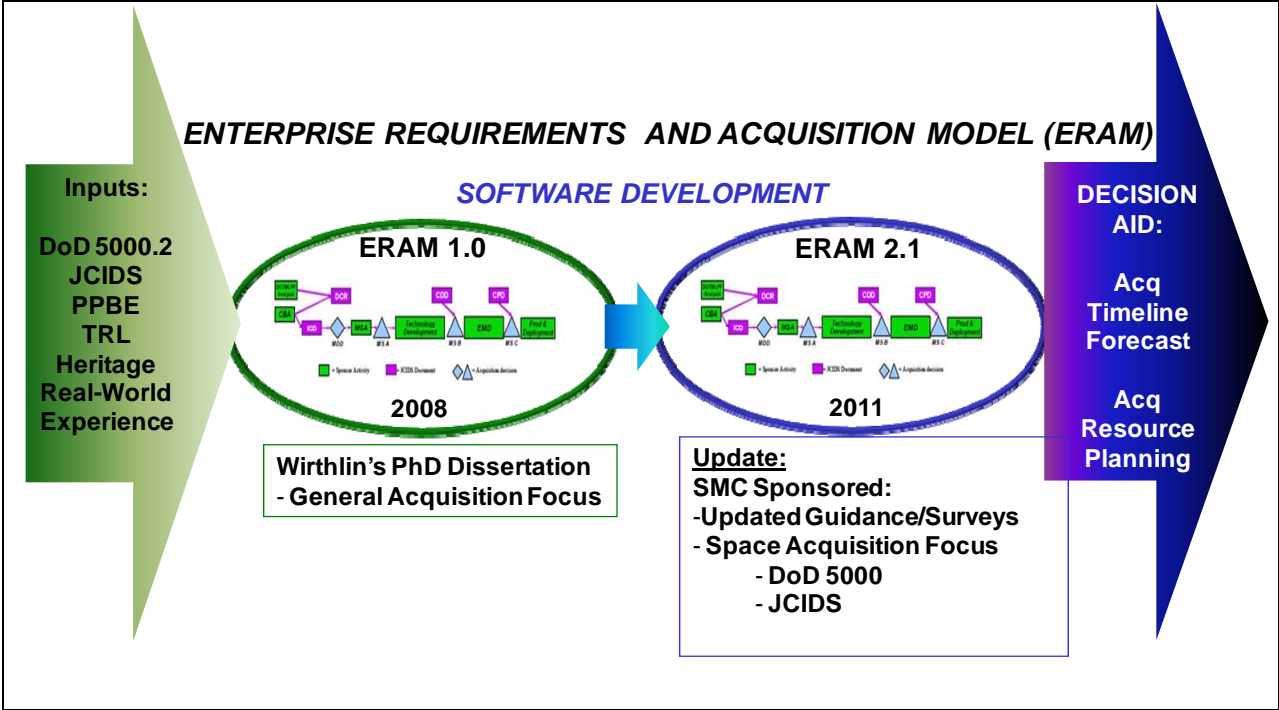 ENTERPRISE REQUIREMENTS AND ACQUISITION MODEL (ERAM)
SOFTWARE DEVELOPMENT
Inputs:
DoD 5000.2
JCIDS
PPBE
TRL
Heritage
Real-World
Experience
ERAM 1.0
DOTMLPF
Analysis
CBA
DCR
ICD
MDD
MSA
MS A
Technology
Development
CDD
MS B
EMD
CPD
MS C
Prod &
Deployment
= Sponsor Activity
= JCIDS Document
= Acquisition decision
2008
Wirthlin's PhD Dissertation
- General Acquisition Focus
ERAM 2.1
DOTMLPF
Analysis
CBA
DCR
ICD
MDD
MSA
MS A
Technology
Development
CDD
MS B
EMD
CPD
MS C
Prod &
Deployment
= Sponsor Activity
= JCIDS Document
= Acquisition decision
2011
Update:
SMC Sponsored:
-Updated Guidance/Surveys
- Space Acquisition Focus
- DoD 5000
- JCIDS
DECISION
AID:
Acq
Timeline
Forecast
Acq
Resource
Planning